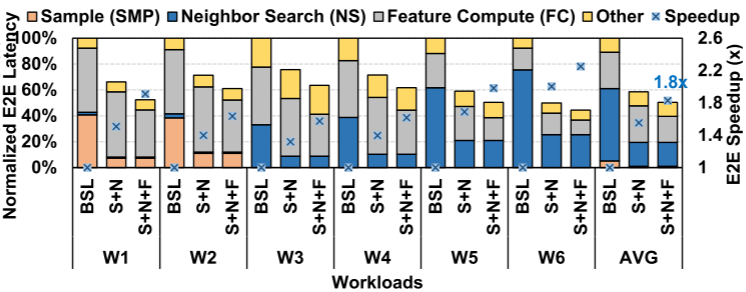 Sample (SMP) Neighbor Search (NS) Feature Compute (FC) Other × Speedup
Normalized E2E Latency
100%
80%
60%
40%
20%
0%
1.8x
2.6
2.2
1.8
1.4
1
E2E Speedup (x)
BSL S+N S+N+F BSL S+N S+N+F BSL S+N S+N+F BSL S+N S+N+F BSL S+N S+N+F BSL S+N S+N+F BSL S+N S+N+F
W1 W2 W3 W4 W5 W6 AVG
Workloads